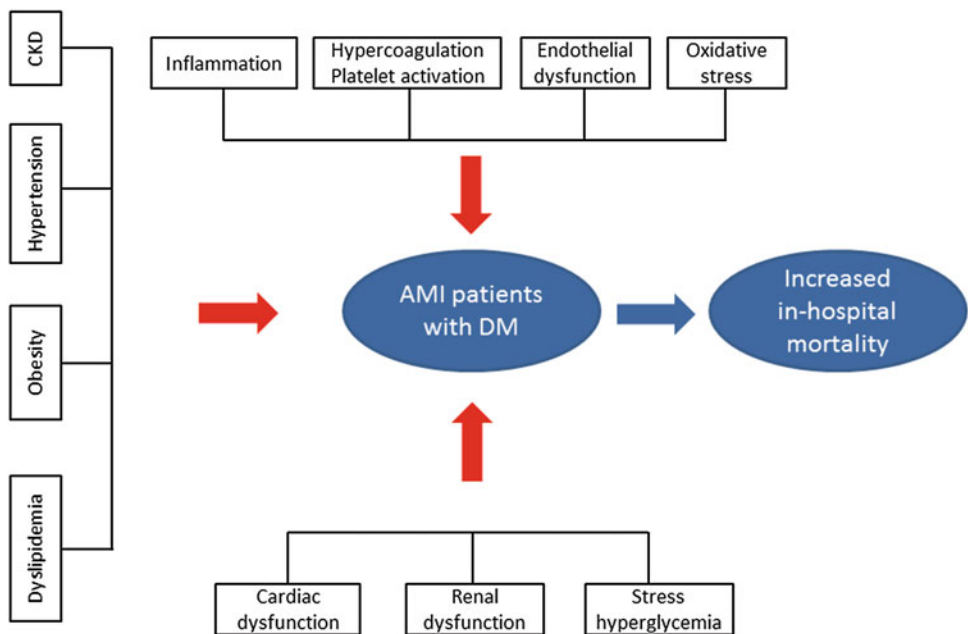 CKD
Hypertension
Obesity
Dyslipidemia
Inflammation
Hypercoagulation
Platelet activation
Endothelial
dysfunction
Oxidative
stress
AMI patients
with DM
Increased
in-hospital
mortality
Cardiac
dysfunction
Renal
dysfunction
Stress
hyperglycemia